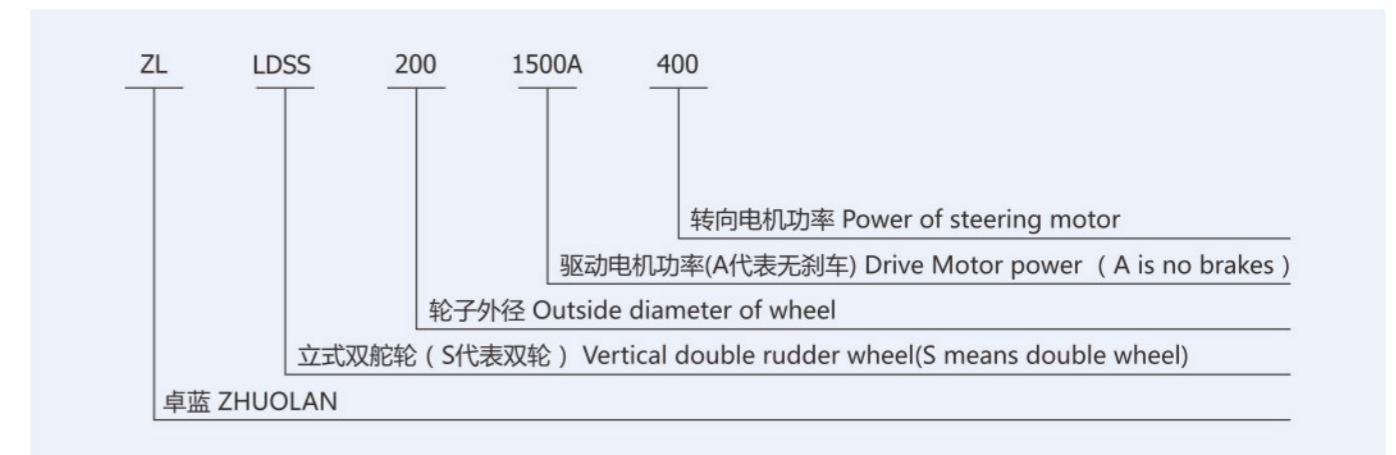 ZL LDSS 200 1500A 400
转向电机功率 Power of steering motor
驱动电机功率(A代表无刹车) Drive Motor power （A is no brakes）
轮子外径 Outside diameter of wheel
立式双舵轮（S代表双轮） Vertical double rudder wheel(S means double wheel)
卓蓝 ZHUOLAN